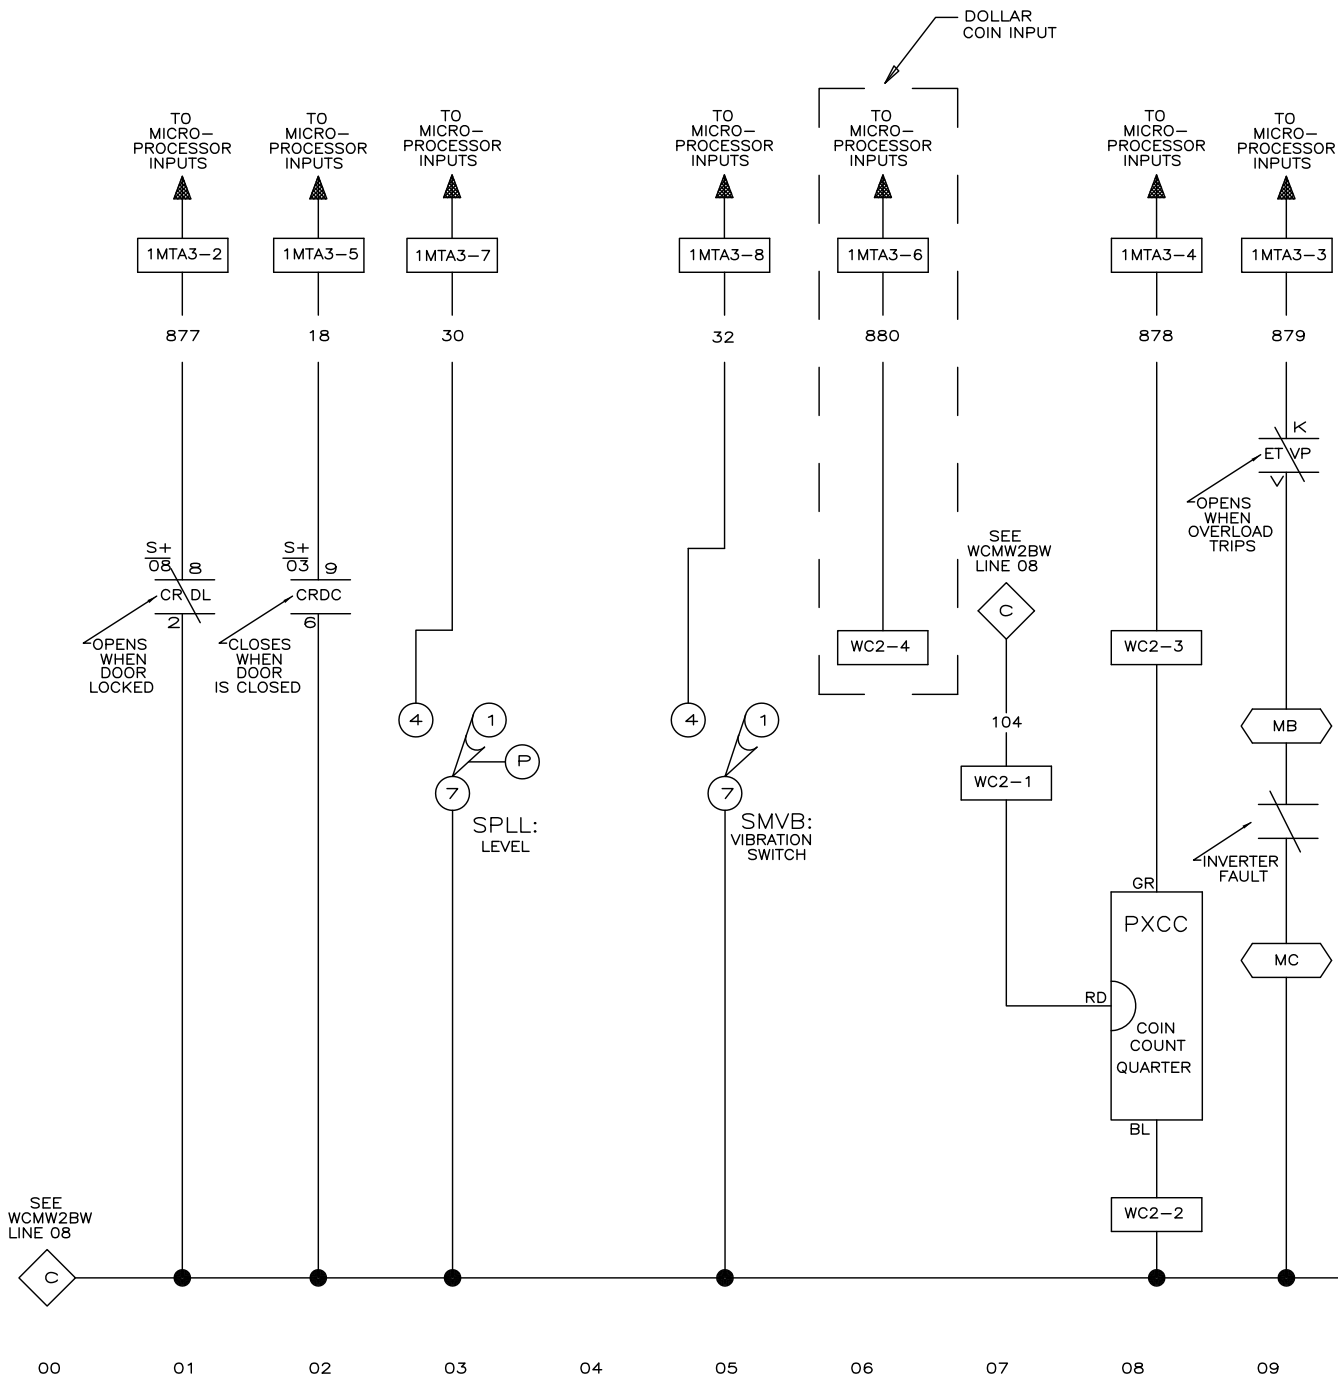 DOLLAR
COIN INPUT
TO
MICRO-
PROCESSOR
INPUTS
TO
MICRO-
PROCESSOR
INPUTS
TO
MICRO-
PROCESSOR
INPUTS
TO
MICRO-
PROCESSOR
INPUTS
TO
MICRO-
PROCESSOR
INPUTS
TO
MICRO-
PROCESSOR
INPUTS
TO
MICRO-
PROCESSOR
INPUTS
1MTA3-2
1MTA3-5
1MTA3-7
1MTA3-8
1MTA3-6
1MTA3-4
1MTA3-3
877
18
30
32
880
878
879
K
ET VP
V
OPENS
WHEN
OVERLOAD
TRIPS
S+
08
8
CR DL
2
OPENS
WHEN
DOOR
LOCKED
S+
03
9
CRDC
6
CLOSES
WHEN
DOOR
IS CLOSED
SEE
WCMW2BW
LINE 08
C
WC2-4
WC2-3
4
1
P
7
SPLL:
LEVEL
4
1
7
SMVB:
VIBRATION
SWITCH
104
WC2-1
MB
INVERTER
FAULT
MC
GR
PXCC
RD
COIN
COUNT
QUARTER
BL
WC2-2
SEE
WCMW2BW
LINE 08
C
00
01
02
03
04
05
06
07
08
09